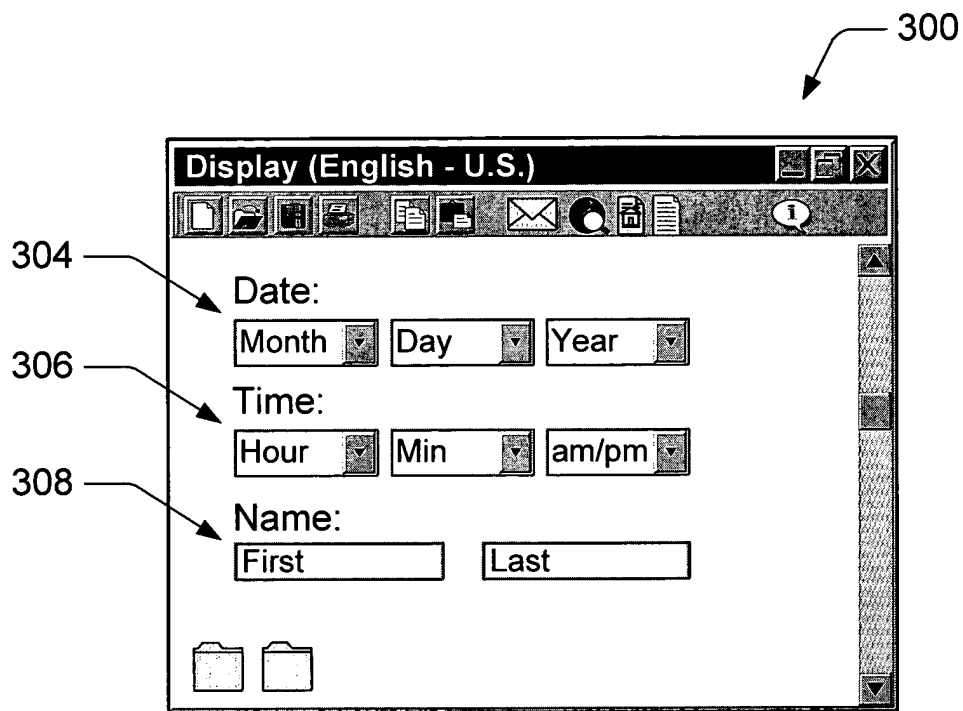 300
Display (English - U.S.)
304
Date:
Month Day Year
306
Time:
Hour Min am/pm
308
Name:
First Last